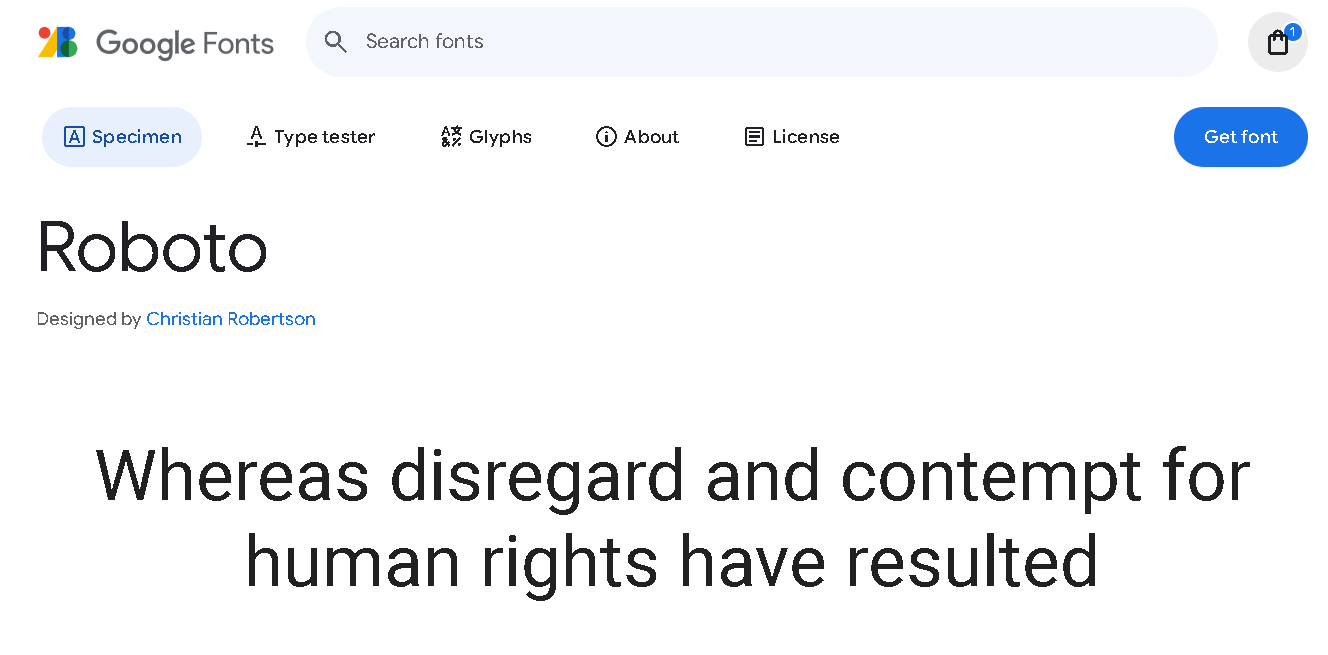 Google Fonts
Search fonts
1
Specimen
Type tester
Glyphs
About
License
Get font
Roboto
Designed by Christian Robertson
Whereas disregard and contempt for
human rights have resulted